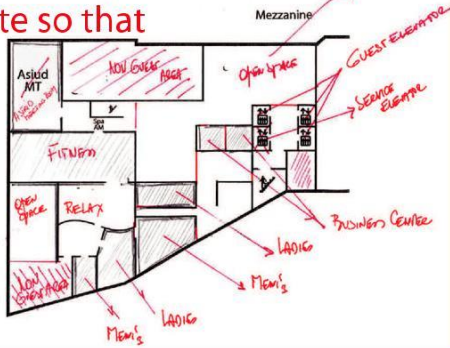 te so that
Mezzanine
NON GUEST
AREA
OPEN SPACE
GUEST ELEVATOR
SERVICE
ELEVATOR
Asiud
MT
Spa
AM
FITNESS
OPEN
SPACE
RELAX
BUSINESS CENTER
LADIES
MEN'S
NON
GUEST AREA
LADIES
MEN'S